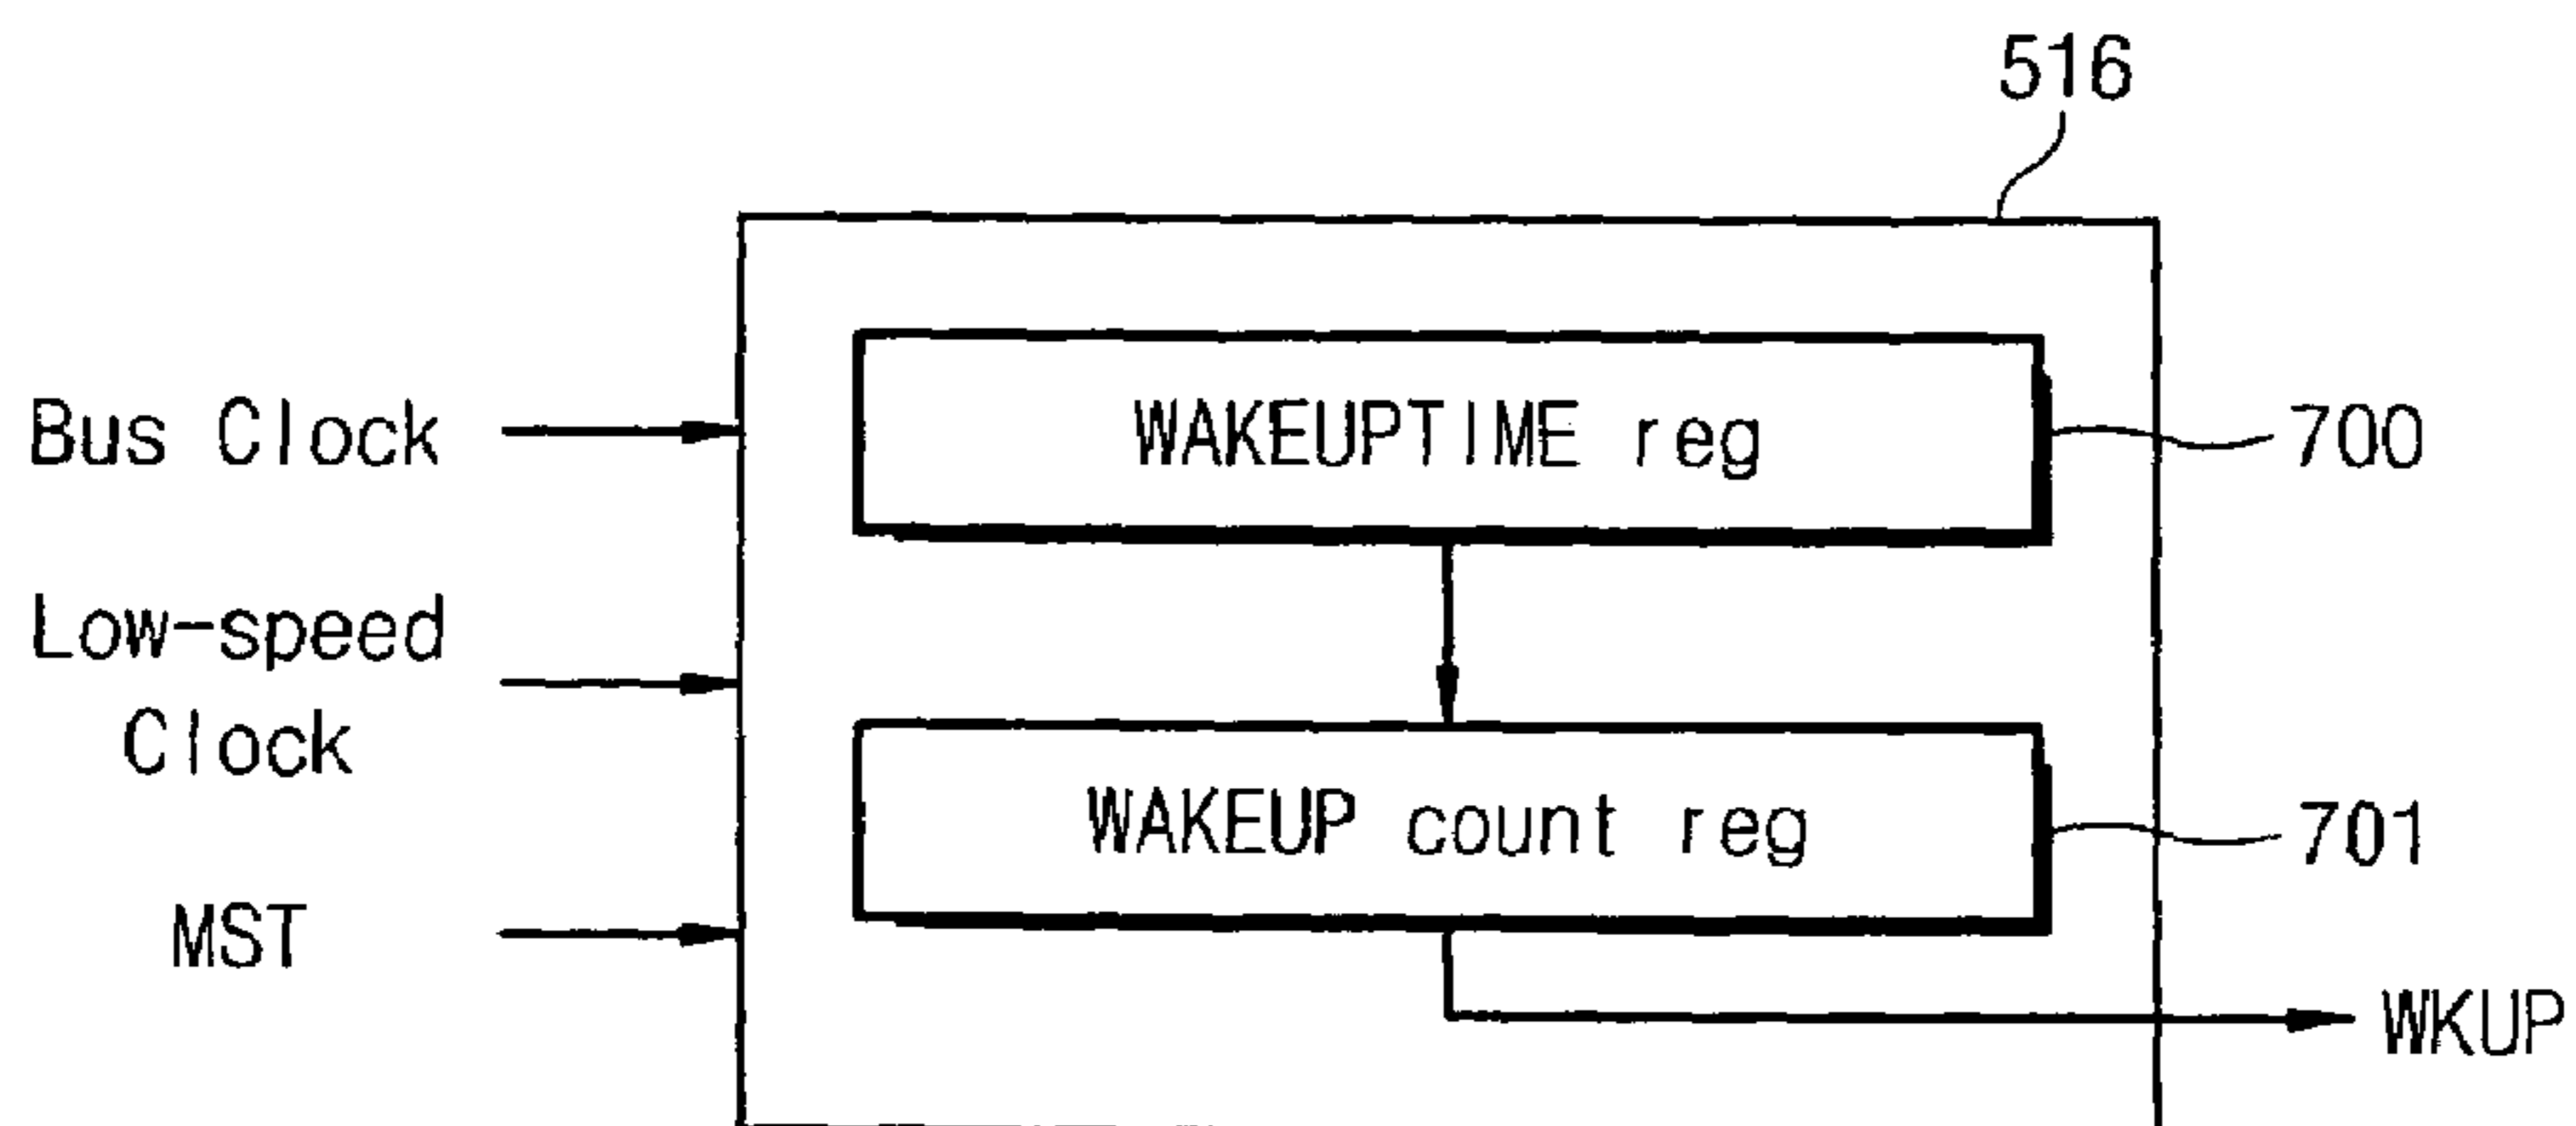 516
Bus Clock
WAKEUPTIME reg
700
Low-speed
Clock
WAKEUP count reg
701
MST
WKUP